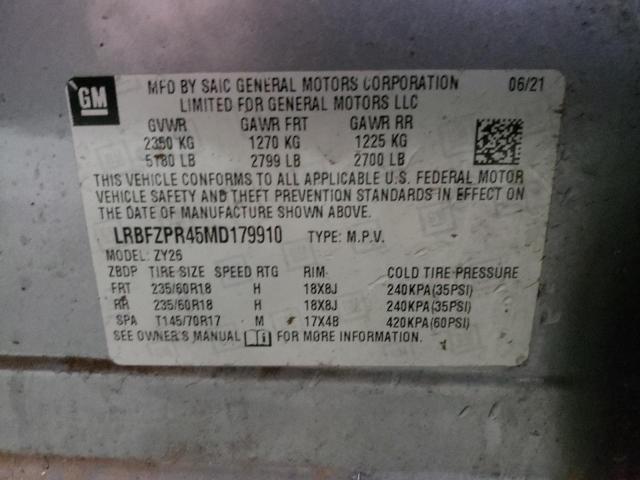 GM
MFD BY SAIC GENERAL MOTORS CORPORATION 06/21
LIMITED FOR GENERAL MOTORS LLC
GVWR GAWR FRT GAWR RR
2350 KG 1270 KG 1225 KG
5180 LB 2799 LB 2700 LB
THIS VEHICLE CONFORMS TO ALL APPLICABLE U.S. FEDERAL MOTOR
VEHICLE SAFETY AND THEFT PREVENTION STANDARDS IN EFFECT ON
THE DATE OF MANUFACTURE SHOWN ABOVE.
LRBFZPR45MD179910 TYPE: M.P.V.
MODEL: ZY26
ZBDP TIRE SIZE SPEED RTG RIM COLD TIRE PRESSURE
FRT 235/60R18 H 18X8J 240KPA(35PSI)
RR 235/60R18 H 18X8J 240KPA(35PSI)
SPA T145/70R17 M 17X4B 420KPA(60PSI)
SEE OWNER'S MANUAL FOR MORE INFORMATION.